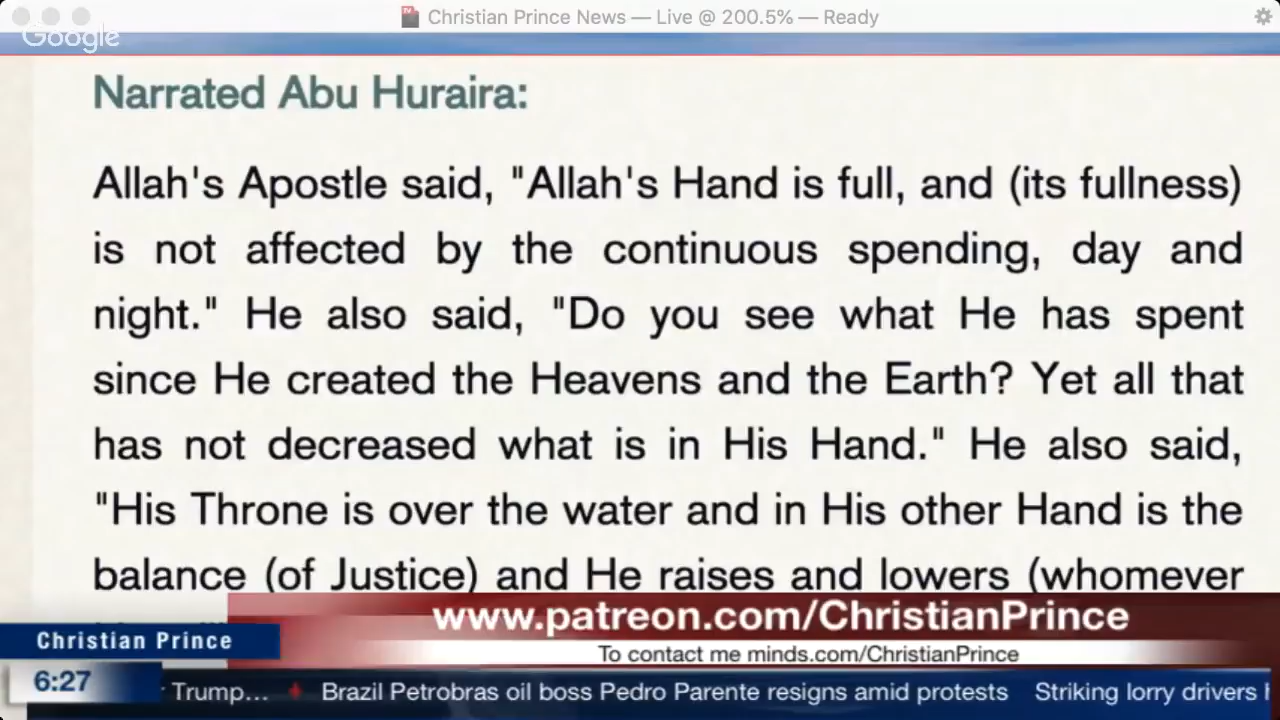 Christian Prince News — Live @ 200.5% — Ready
Google
Narrated Abu Huraira:
Allah's Apostle said, "Allah's Hand is full, and (its fullness)
is not affected by the continuous spending, day and
night." He also said, "Do you see what He has spent
since He created the Heavens and the Earth? Yet all that
has not decreased what is in His Hand." He also said,
"His Throne is over the water and in His other Hand is the
balance (of Justice) and He raises and lowers (whomever
www.patreon.com/ChristianPrince
Christian Prince
To contact me minds.com/ChristianPrince
6:27
Trump... Brazil Petrobras oil boss Pedro Parente resigns amid protests Striking lorry drivers